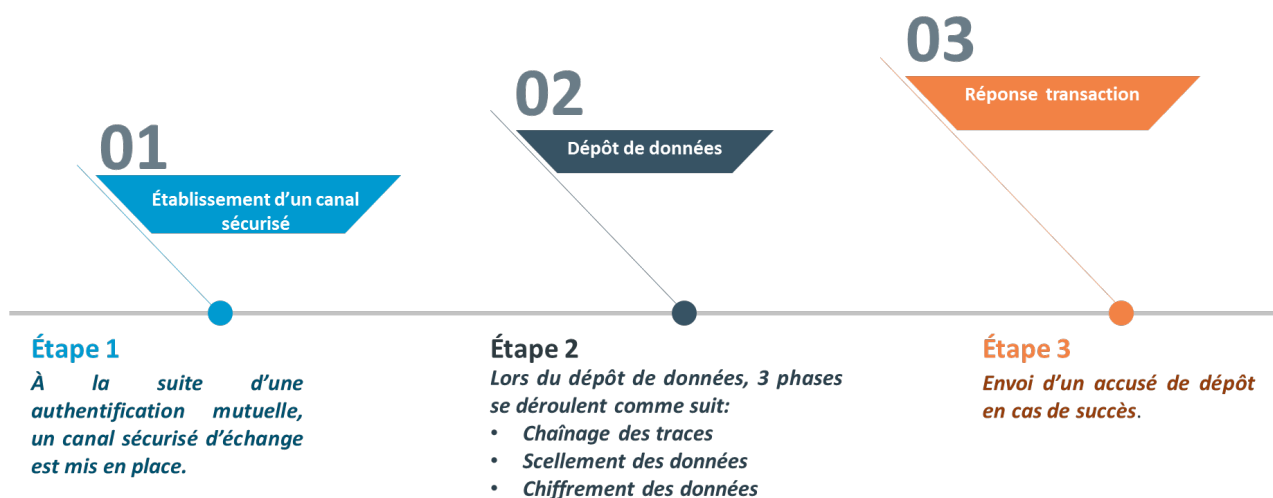 01
Établissement d’un canal
sécurisé
02
Dépôt de données
03
Réponse transaction
Étape 1
À la suite d’une
authentification mutuelle,
un canal sécurisé d’échange
est mis en place.
Étape 2
Lors du dépôt de données, 3 phases
se déroulent comme suit:
• Chaînage des traces
• Scellement des données
• Chiffrement des données
Étape 3
Envoi d’un accusé de dépôt
en cas de succès.